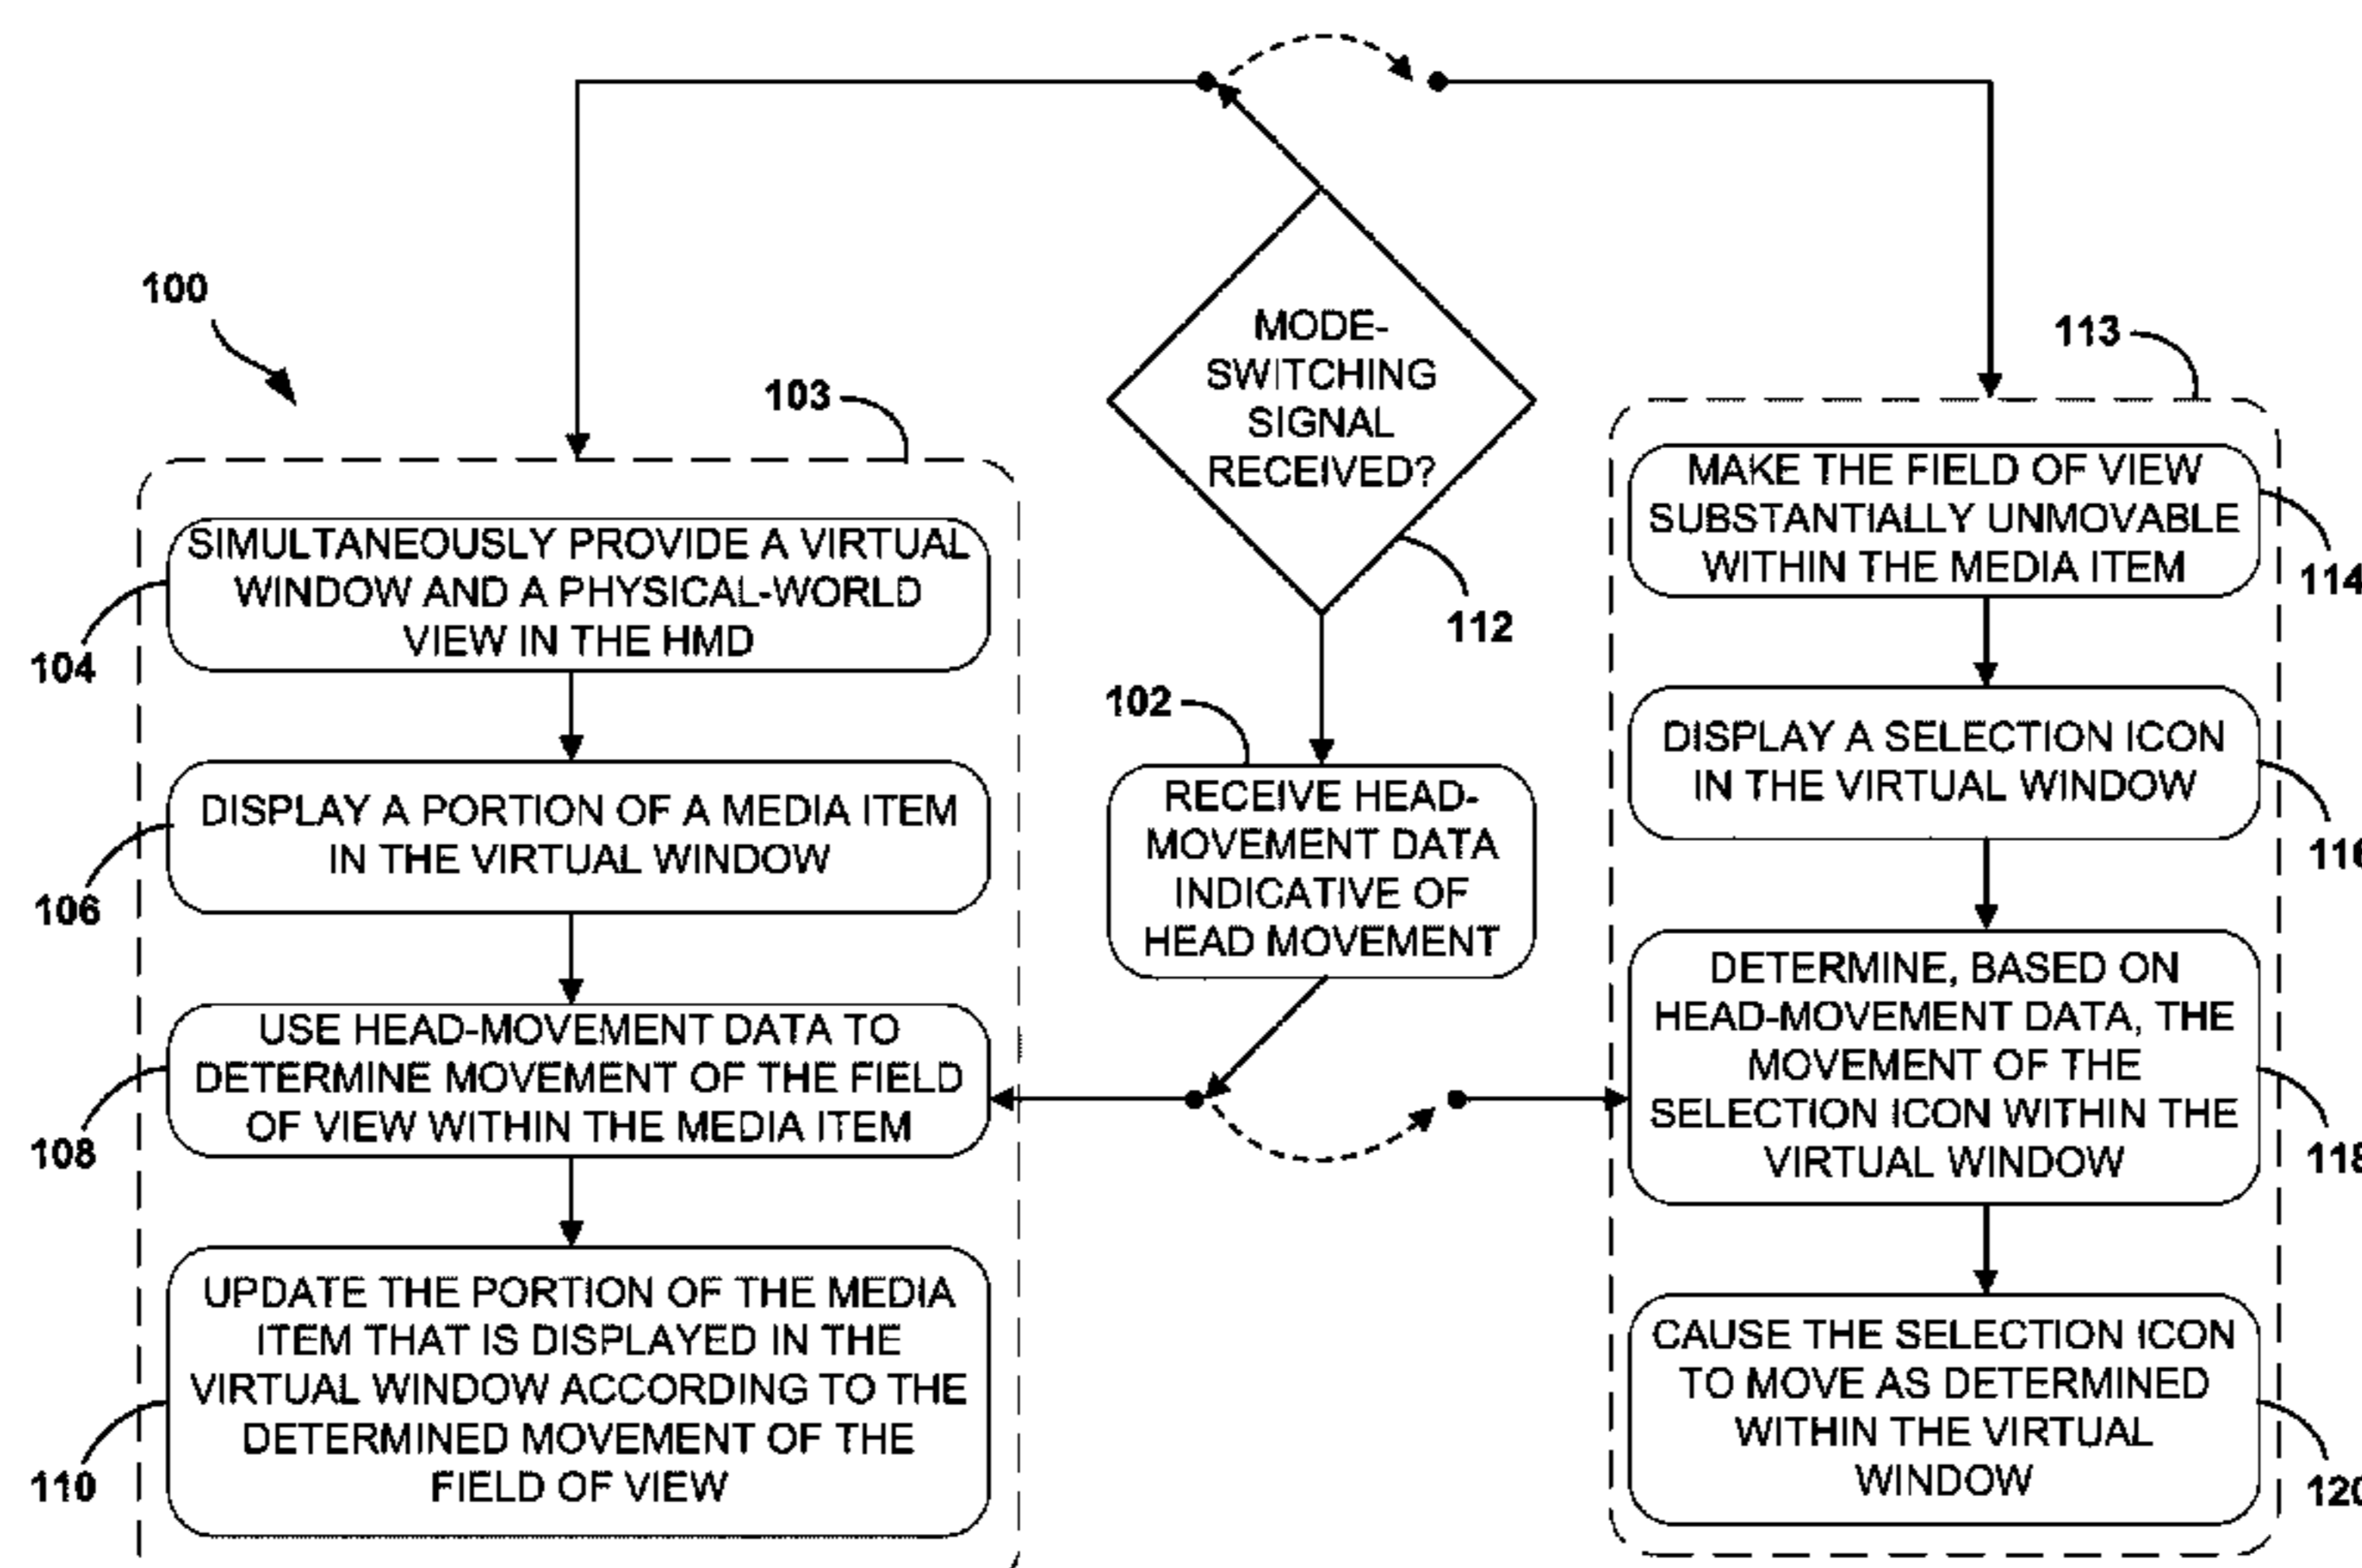 100
103
SIMULTANEOUSLY PROVIDE A VIRTUAL
WINDOW AND A PHYSICAL-WORLD
VIEW IN THE HMD
104
DISPLAY A PORTION OF A MEDIA ITEM
IN THE VIRTUAL WINDOW
106
USE HEAD-MOVEMENT DATA TO
DETERMINE MOVEMENT OF THE FIELD
OF VIEW WITHIN THE MEDIA ITEM
108
UPDATE THE PORTION OF THE MEDIA
ITEM THAT IS DISPLAYED IN THE
VIRTUAL WINDOW ACCORDING TO THE
DETERMINED MOVEMENT OF THE
FIELD OF VIEW
110
MODE-
SWITCHING
SIGNAL
RECEIVED?
112
102
RECEIVE HEAD-
MOVEMENT DATA
INDICATIVE OF
HEAD MOVEMENT
113
MAKE THE FIELD OF VIEW
SUBSTANTIALLY UNMOVABLE
WITHIN THE MEDIA ITEM
114
DISPLAY A SELECTION ICON
IN THE VIRTUAL WINDOW
116
DETERMINE, BASED ON
HEAD-MOVEMENT DATA, THE
MOVEMENT OF THE
SELECTION ICON WITHIN THE
VIRTUAL WINDOW
118
CAUSE THE SELECTION ICON
TO MOVE AS DETERMINED
WITHIN THE VIRTUAL
WINDOW
120